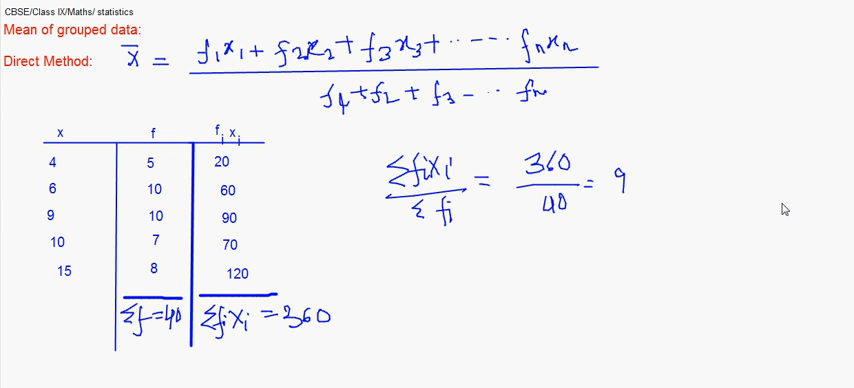 CBSE/Class IX/Maths/ statistics
Mean of grouped data:
Direct Method: x̄ = f₁x₁ + f₂x₂ + f₃x₃ + ..---- fₙxₙ
f₁ + f₂ + f₃ - .. fₙ
x f fᵢ xᵢ
4 5 20
6 10 60
9 10 90
10 7 70
15 8 120
Σf = 40 Σfᵢxᵢ = 360
Σfᵢxᵢ / Σfᵢ = 360 / 40 = 9